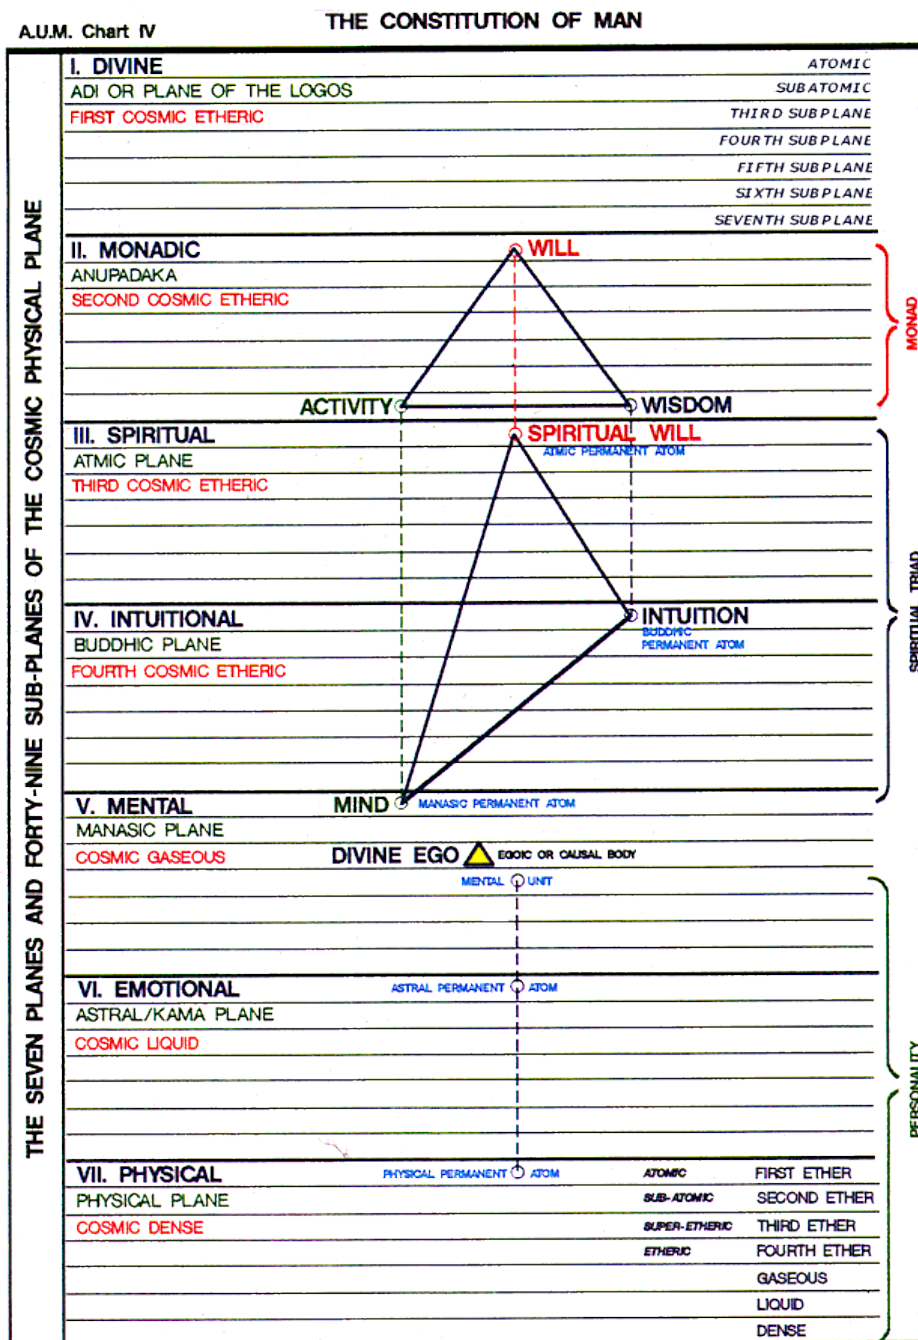 THE CONSTITUTION OF MAN
A.U.M. Chart IV
THE SEVEN PLANES AND FORTY-NINE SUB-PLANES OF THE COSMIC PHYSICAL PLANE
I. DIVINE
ATOMIC
ADI OR PLANE OF THE LOGOS
SUBATOMIC
FIRST COSMIC ETHERIC
THIRD SUBPLANE
FOURTH SUBPLANE
FIFTH SUBPLANE
SIXTH SUBPLANE
SEVENTH SUBPLANE
II. MONADIC
WILL
ANUPADAKA
SECOND COSMIC ETHERIC
MONAD
ACTIVITY
WISDOM
III. SPIRITUAL
SPIRITUAL WILL
ATMIC PLANE
ATMIC PERMANENT ATOM
THIRD COSMIC ETHERIC
SPIRITUAL TRIAD
IV. INTUITIONAL
INTUITION
BUDDHIC PLANE
BUDDHIC
PERMANENT ATOM
FOURTH COSMIC ETHERIC
V. MENTAL
MIND
MANASIC PERMANENT ATOM
MANASIC PLANE
COSMIC GASEOUS
DIVINE EGO
EGOIC OR CAUSAL BODY
MENTAL UNIT
PERSONALITY
VI. EMOTIONAL
ASTRAL PERMANENT ATOM
ASTRAL/KAMA PLANE
COSMIC LIQUID
VII. PHYSICAL
PHYSICAL PERMANENT ATOM
ATOMIC FIRST ETHER
PHYSICAL PLANE
SUB-ATOMIC SECOND ETHER
COSMIC DENSE
SUPER-ETHERIC THIRD ETHER
ETHERIC FOURTH ETHER
GASEOUS
LIQUID
DENSE